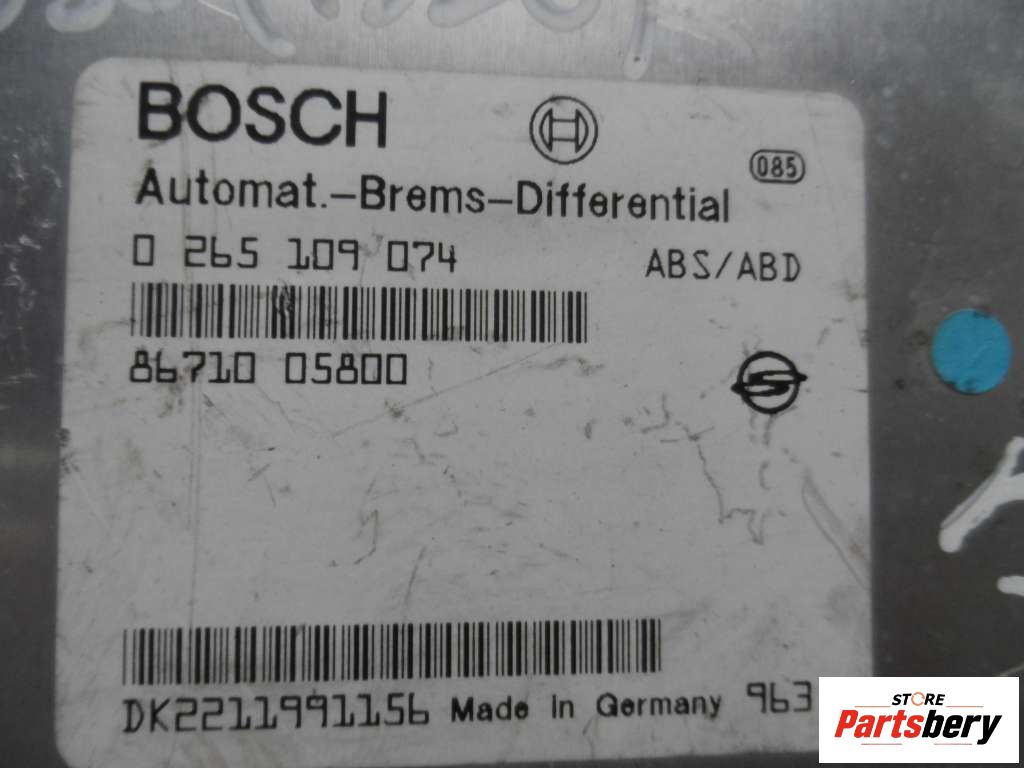 BOSCH
085
Automat.-Brems-Differential
0 265 109 074 ABS/ABD
86710 05800
DK2211991156 Made in Germany 963
STORE
Partsbery